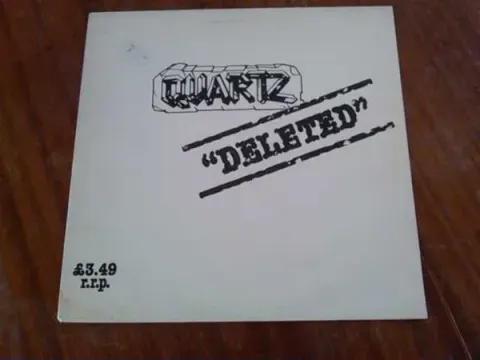 QUARTZ
"DELETED"
£3.49
r.r.p.